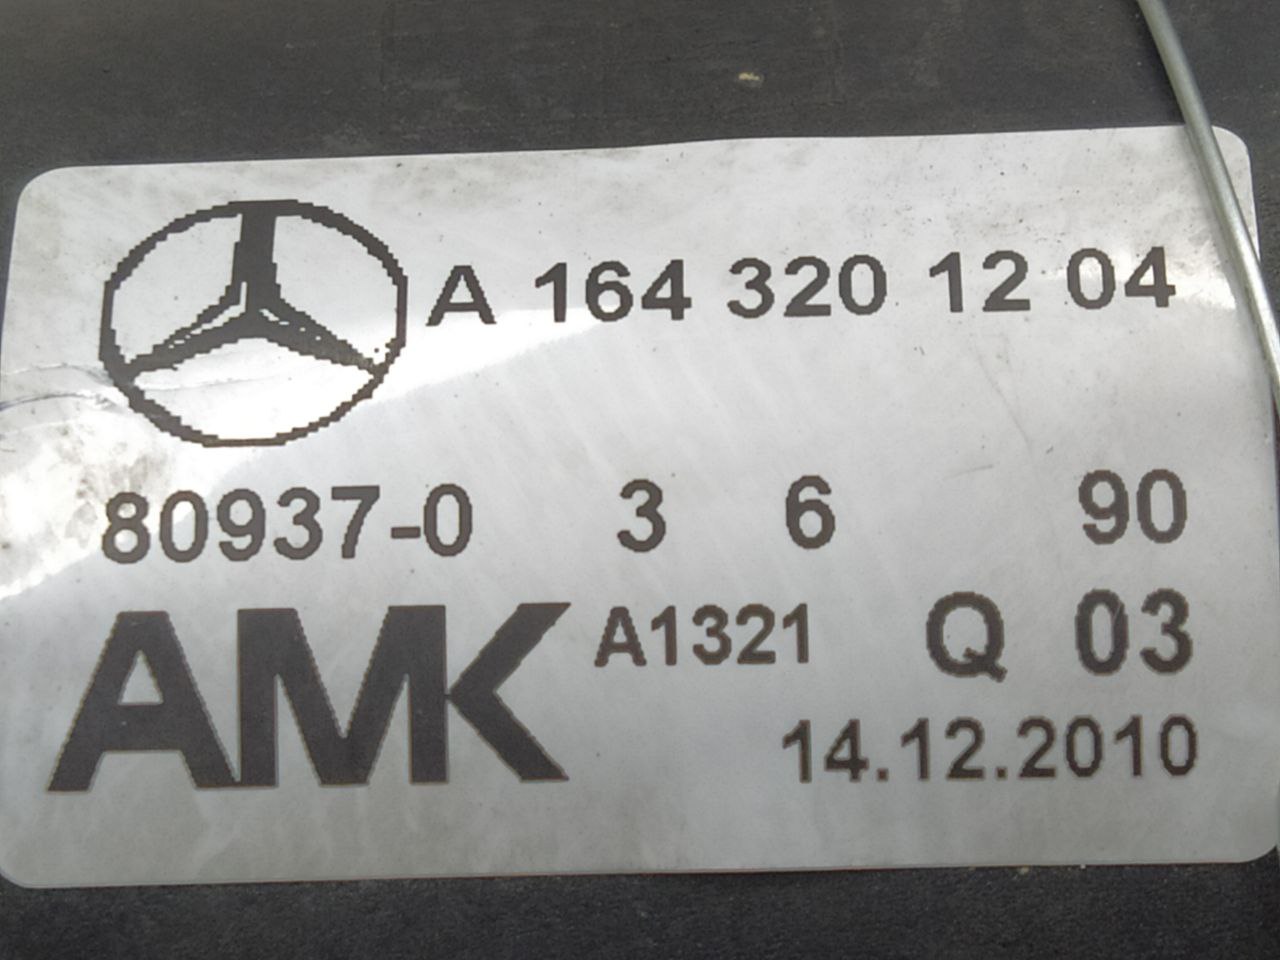 A 164 320 12 04
80937-0 3 6 90
AMK A1321 Q 03
14.12.2010